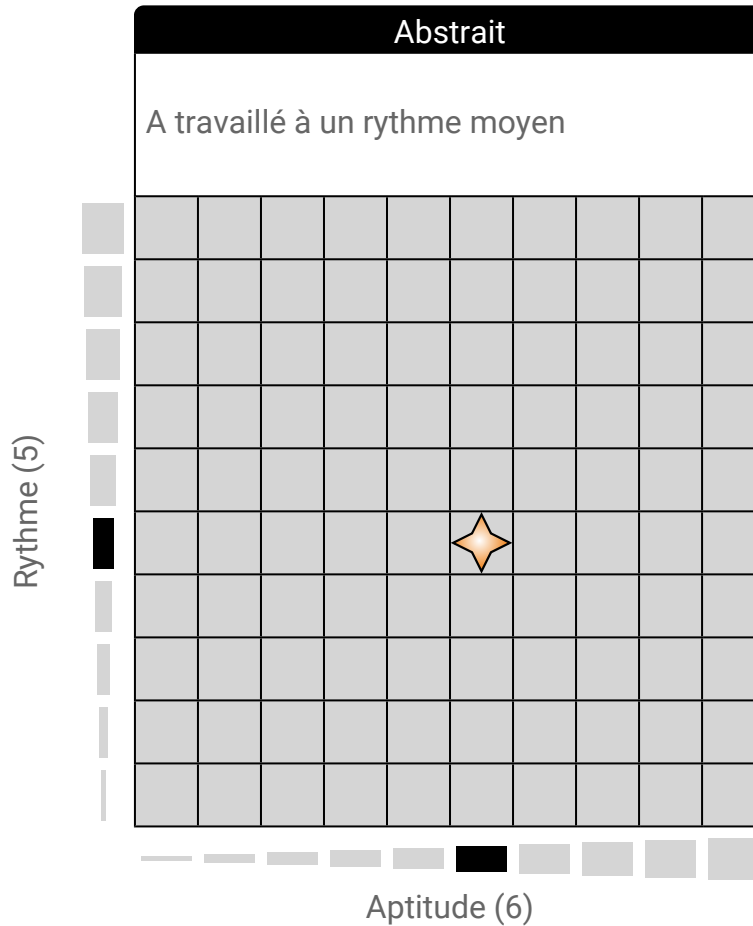 Abstrait
A travaillé à un rythme moyen
Rythme (5)
Aptitude (6)